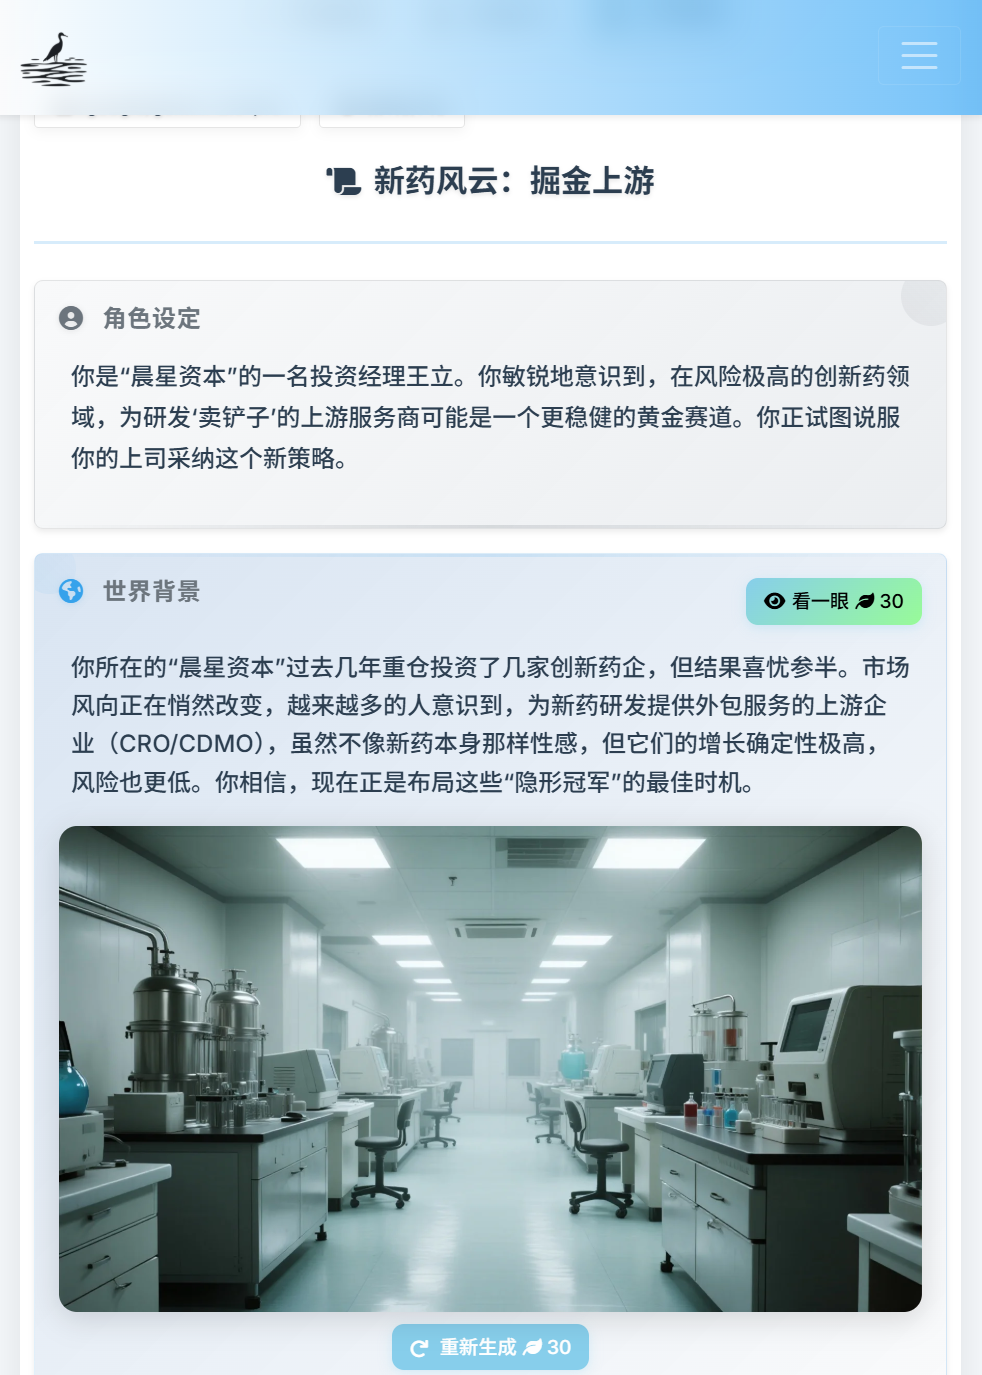 新药风云：掘金上游
角色设定
你是“晨星资本”的一名投资经理王立。你敏锐地意识到，在风险极高的创新药领
域，为研发‘卖铲子’的上游服务商可能是一个更稳健的黄金赛道。你正试图说服
你的上司采纳这个新策略。
世界背景
看一眼 30
你所在的“晨星资本”过去几年重仓投资了几家创新药企，但结果喜忧参半。市场
风向正在悄然改变，越来越多的人意识到，为新药研发提供外包服务的上游企
业（CRO/CDMO），虽然不像新药本身那样性感，但它们的增长确定性极高，
风险也更低。你相信，现在正是布局这些“隐形冠军”的最佳时机。
重新生成 30